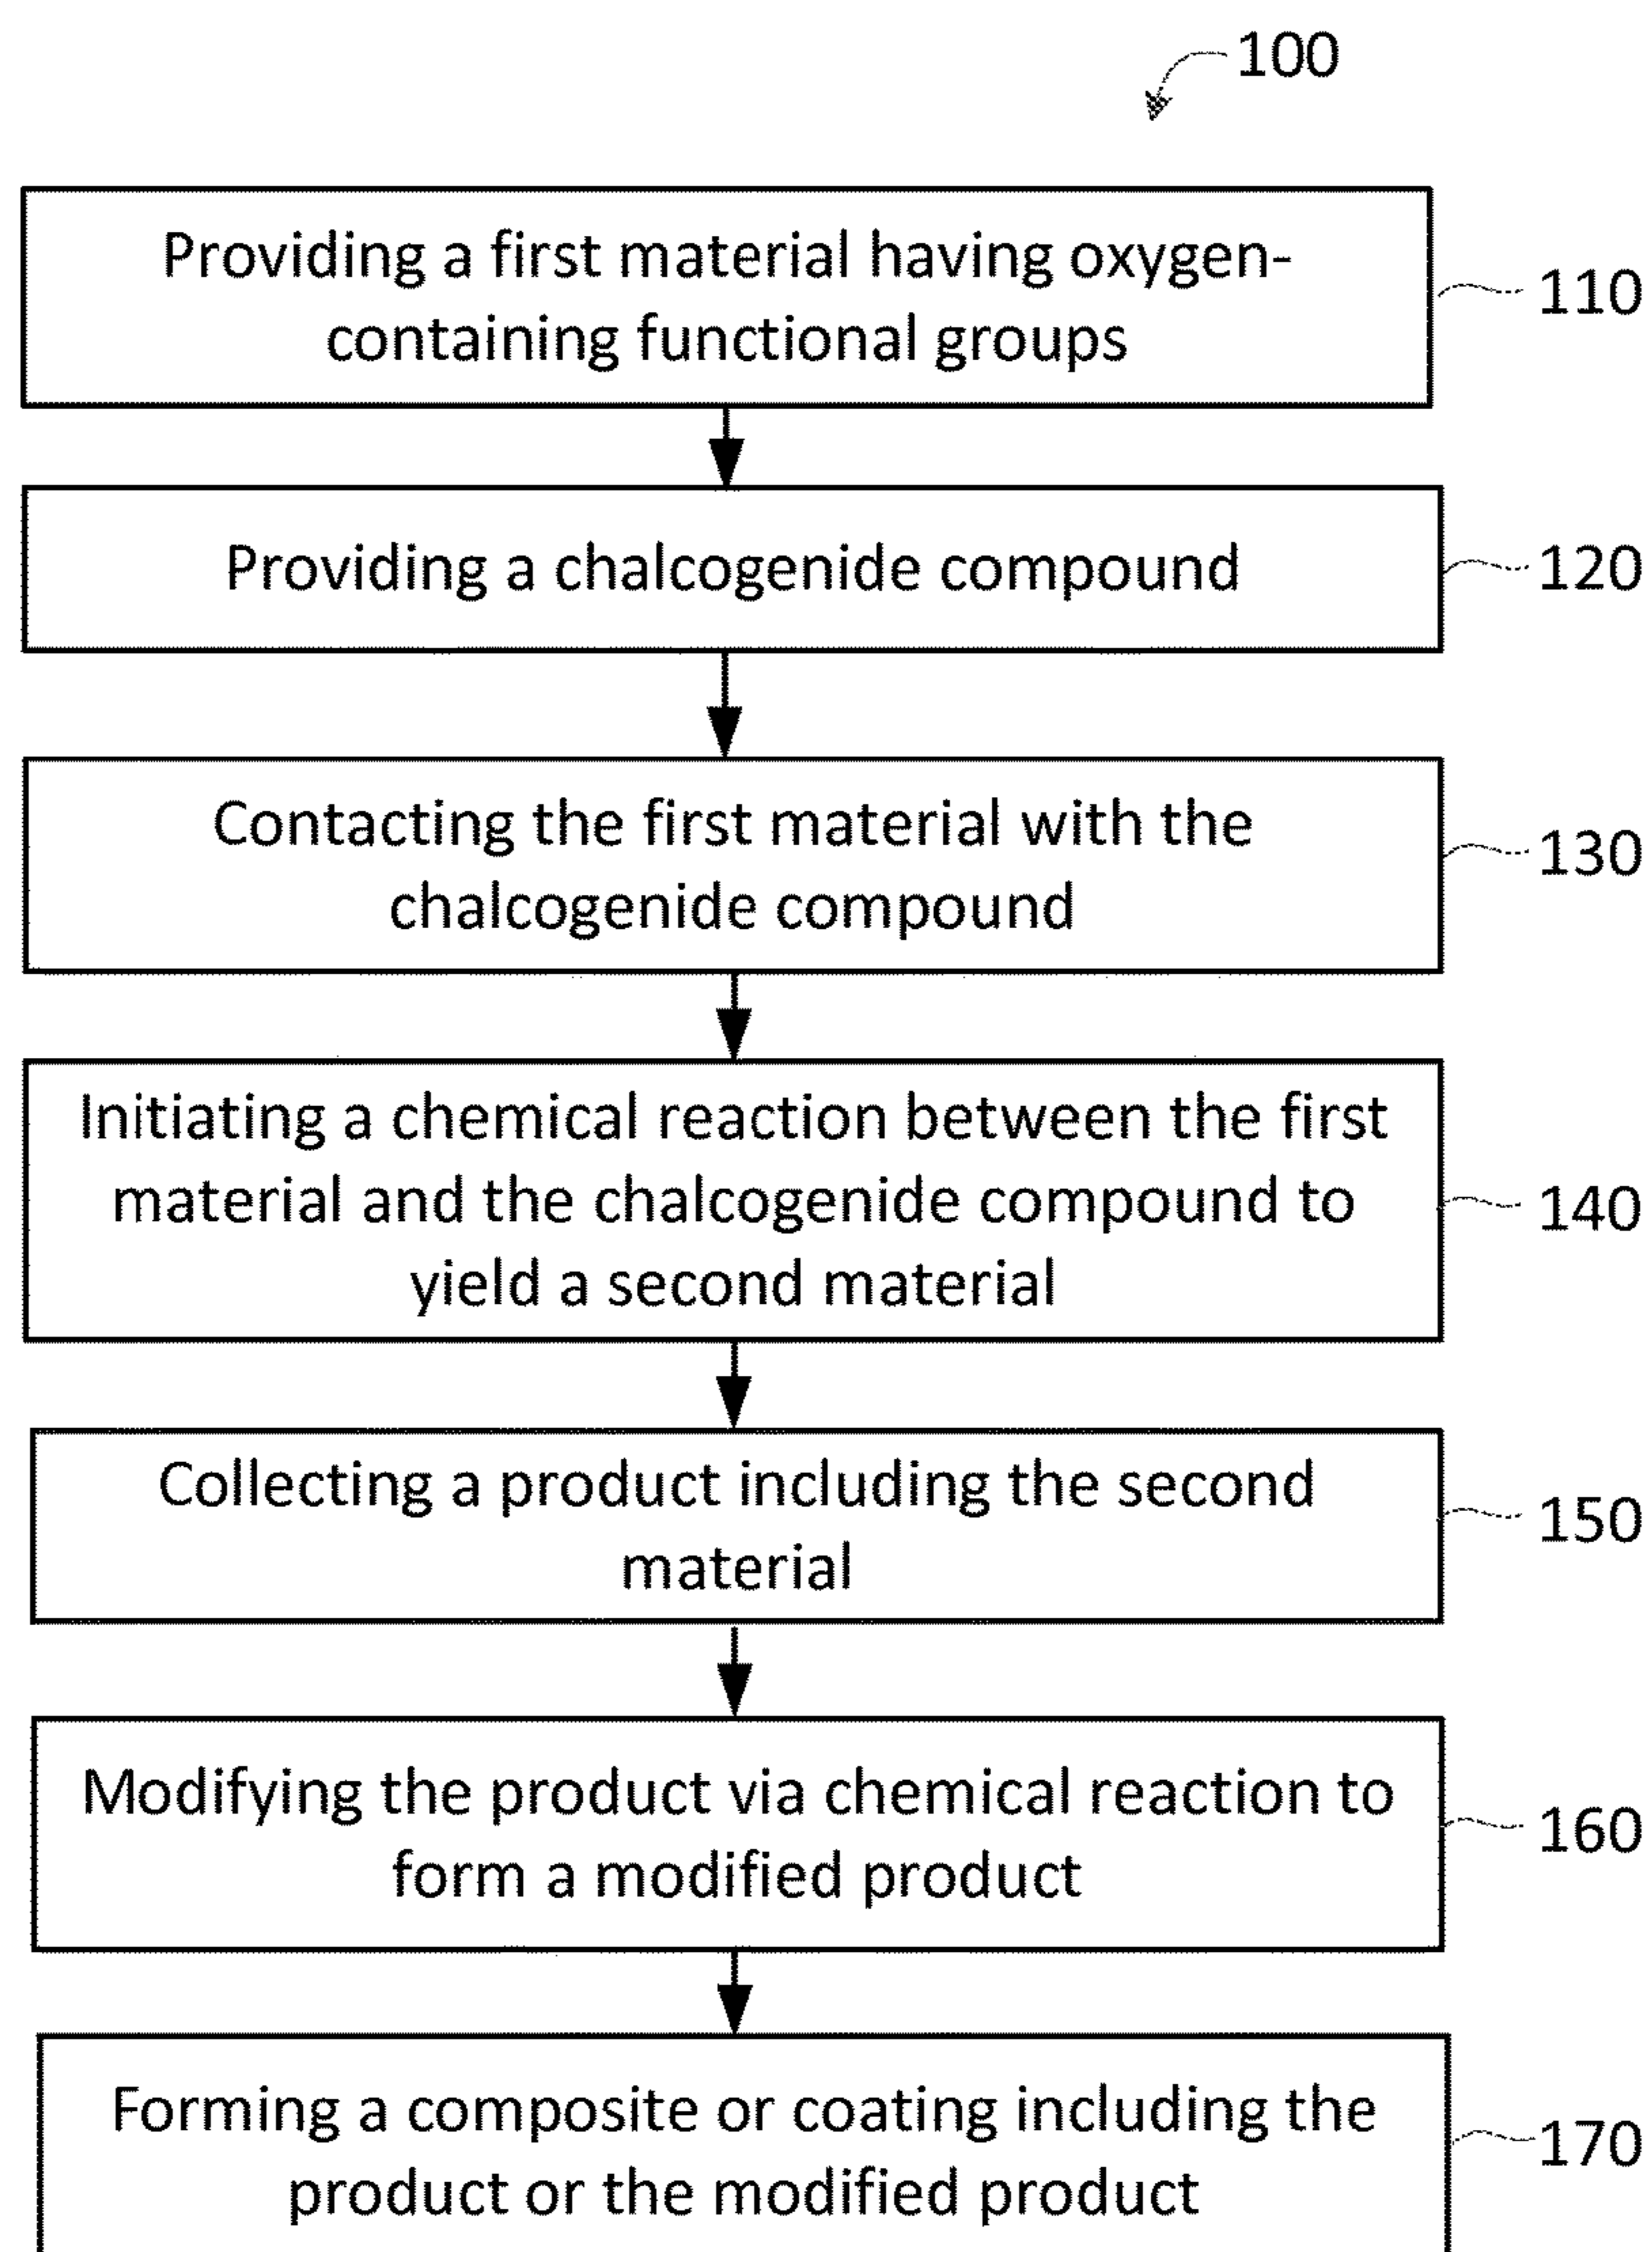 100
Providing a first material having oxygen-
containing functional groups
110
Providing a chalcogenide compound
120
Contacting the first material with the
chalcogenide compound
130
Initiating a chemical reaction between the first
material and the chalcogenide compound to
yield a second material
140
Collecting a product including the second
material
150
Modifying the product via chemical reaction to
form a modified product
160
Forming a composite or coating including the
product or the modified product
170